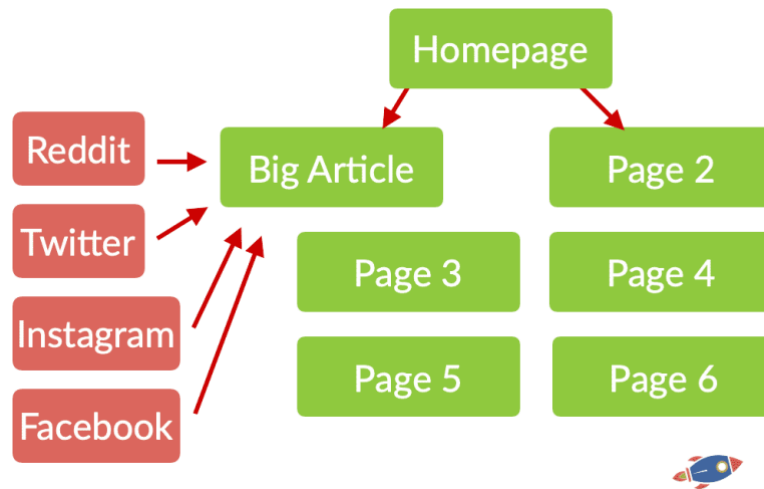 Homepage
Reddit
Big Article
Page 2
Twitter
Page 3
Page 4
Instagram
Page 5
Page 6
Facebook